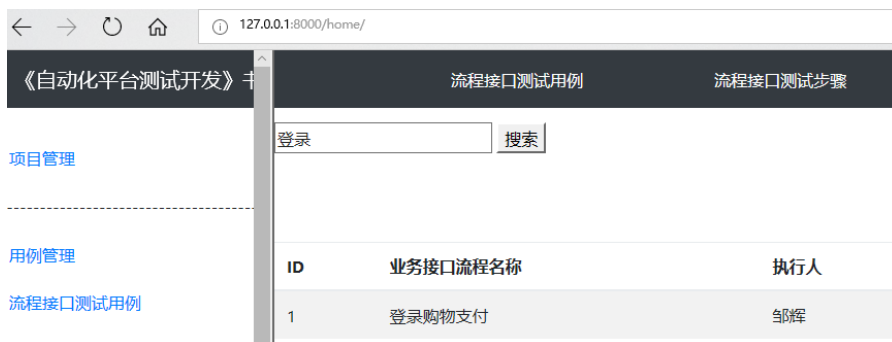 127.0.0.1:8000/home/
《自动化平台测试开发》
流程接口测试用例
流程接口测试步骤
项目管理
登录
搜索
用例管理
流程接口测试用例
ID 业务接口流程名称 执行人
1 登录购物支付 邹辉